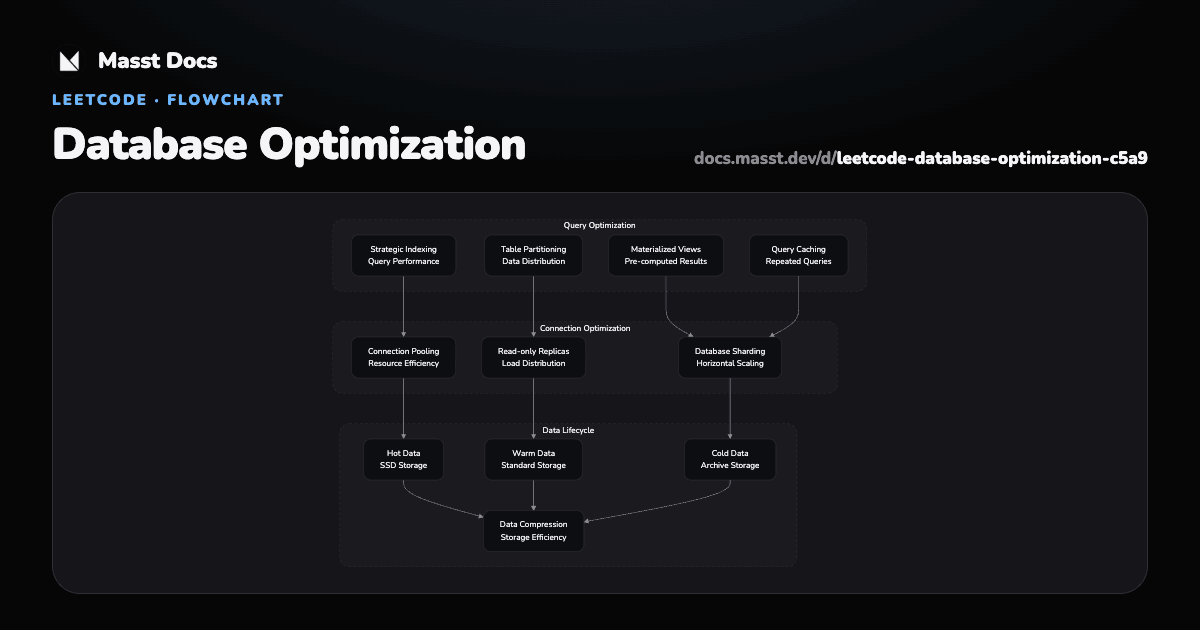 Masst Docs
LEETCODE · FLOWCHART
Database Optimization
docs.masst.dev/d/leetcode-database-optimization-c5a9
Query Optimization
Strategic Indexing
Query Performance
Table Partitioning
Data Distribution
Materialized Views
Pre-computed Results
Query Caching
Repeated Queries
Connection Optimization
Connection Pooling
Resource Efficiency
Read-only Replicas
Load Distribution
Database Sharding
Horizontal Scaling
Data Lifecycle
Hot Data
SSD Storage
Warm Data
Standard Storage
Cold Data
Archive Storage
Data Compression
Storage Efficiency